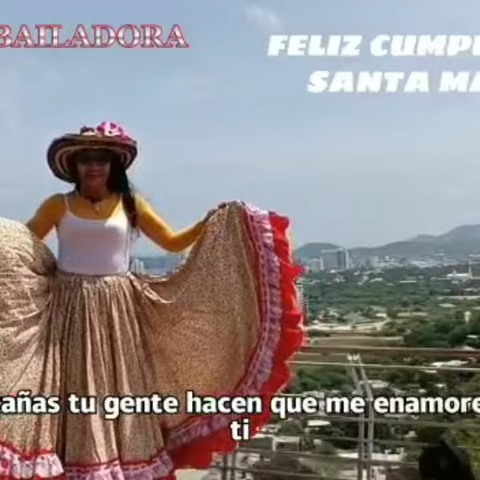 BAILADORA
FELIZ CUMPL
SANTA MA
añas tu gente hacen que me enamore
ti